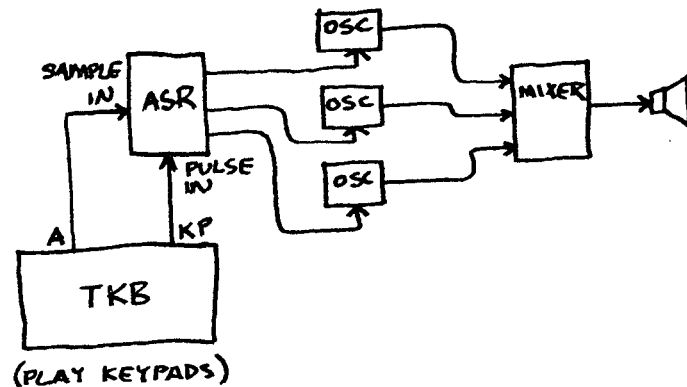 OSC
SAMPLE
IN
ASR
OSC
MIXER
PULSE
IN
OSC
A
KP
TKB
(PLAY KEYPADS)